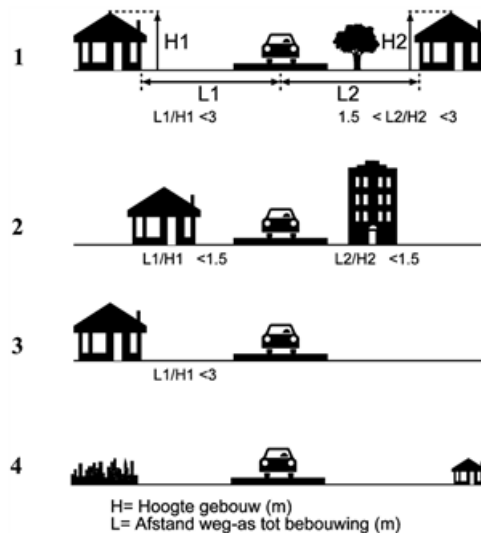 1
H1
H2
L1
L2
L1/H1 <3
1.5 < L2/H2 <3
2
L1/H1 <1.5
L2/H2 <1.5
3
L1/H1 <3
4
H= Hoogte gebouw (m)
L= Afstand weg-as tot bebouwing (m)